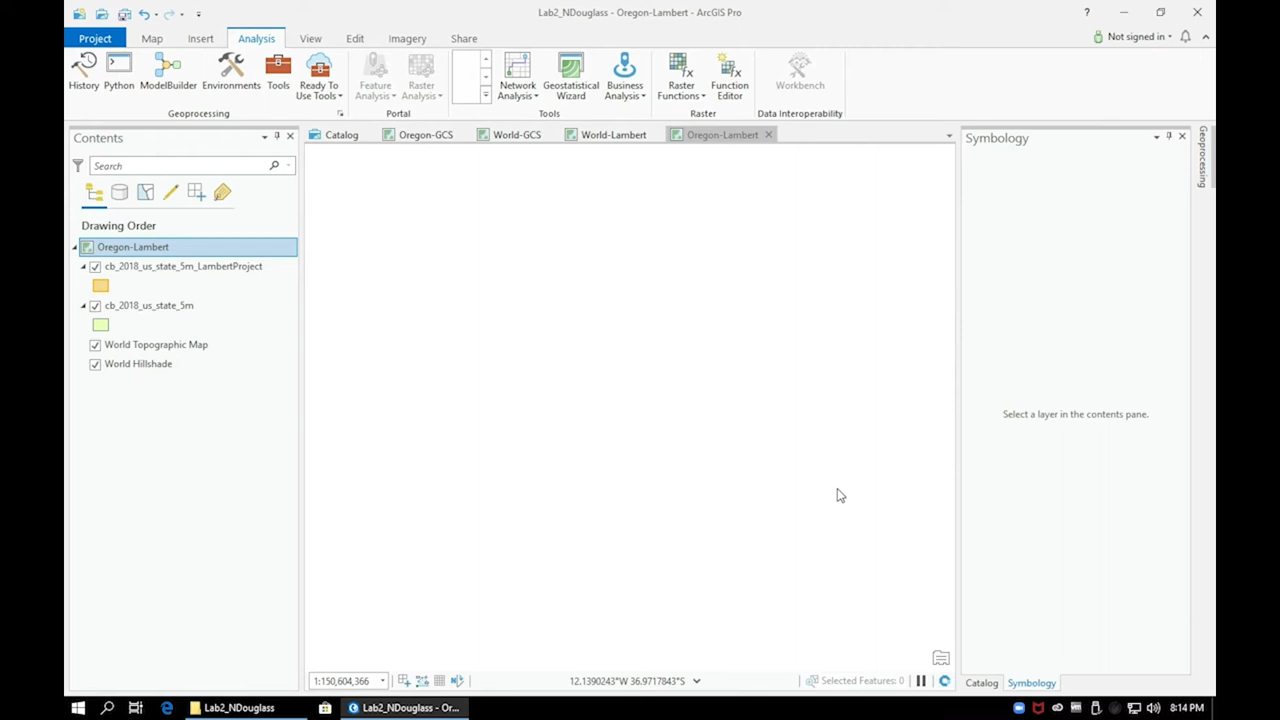 Lab2_NDouglass - Oregon-Lambert - ArcGIS Pro
?
Project Map Insert Analysis View Edit Imagery Share
Not signed in
History Python ModelBuilder Environments Tools Ready To Use Tools
Feature Analysis Raster Analysis
Network Analysis Geostatistical Wizard Business Analysis
Raster Functions Function Editor
Workbench
Geoprocessing Portal Tools Raster Data Interoperability
Contents
Search
Drawing Order
Oregon-Lambert
cb_2018_us_state_5m_LambertProject
cb_2018_us_state_5m
World Topographic Map
World Hillshade
Catalog Oregon-GCS World-GCS World-Lambert Oregon-Lambert
1:150,604,366
12.1390243°W 36.9717843°S
Selected Features: 0
Symbology
Select a layer in the contents pane.
Catalog Symbology
Geoprocessing
Lab2_NDouglass
Lab2_NDouglass - Or...
8:14 PM